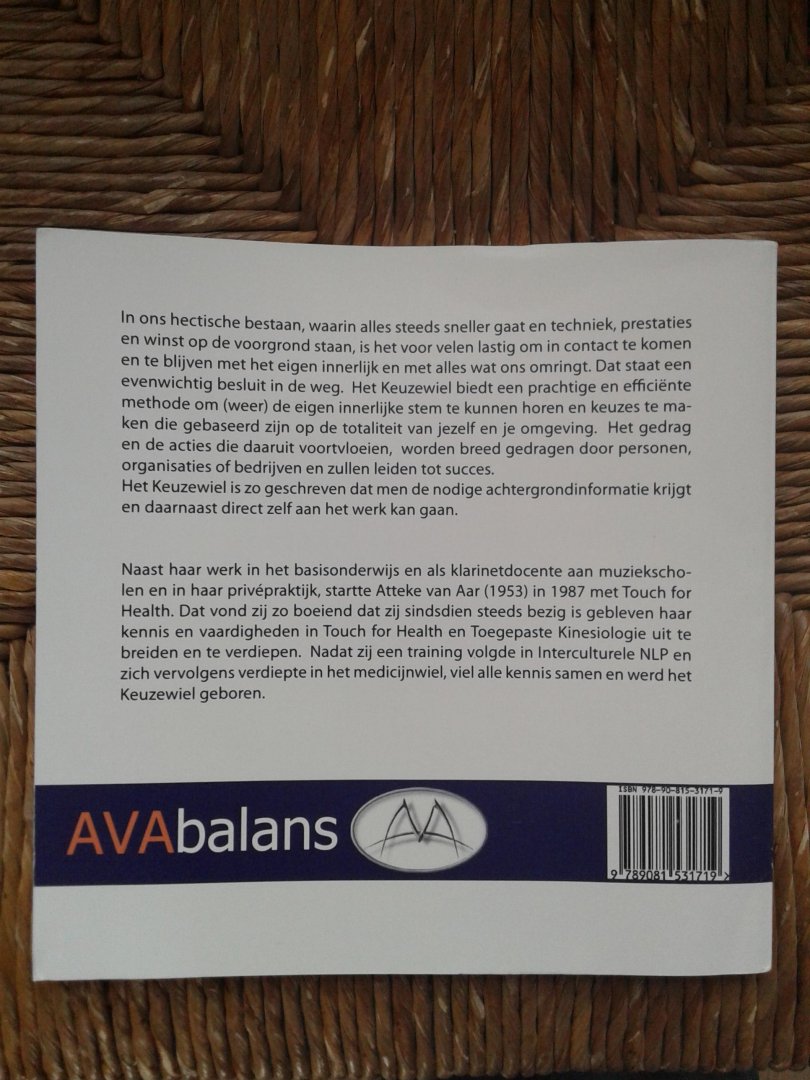 In ons hectische bestaan, waarin alles steeds sneller gaat en techniek, prestaties
en winst op de voorgrond staan, is het voor velen lastig om in contact te komen
en te blijven met het eigen innerlijk en met alles wat ons omringt. Dat staat een
evenwichtig besluit in de weg. Het Keuzewiel biedt een prachtige en efficiënte
methode om (weer) de eigen innerlijke stem te kunnen horen en keuzes te ma-
ken die gebaseerd zijn op de totaliteit van jezelf en je omgeving. Het gedrag
en de acties die daaruit voortvloeien, worden breed gedragen door personen,
organisaties of bedrijven en zullen leiden tot succes.
Het Keuzewiel is zo geschreven dat men de nodige achtergrondinformatie krijgt
en daarnaast direct zelf aan het werk kan gaan.
Naast haar werk in het basisonderwijs en als klarinetdocente aan muziekscho-
len en in haar privépraktijk, startte Atteke van Aar (1953) in 1987 met Touch for
Health. Dat vond zij zo boeiend dat zij sindsdien steeds bezig is gebleven haar
kennis en vaardigheden in Touch for Health en Toegepaste Kinesiologie uit te
breiden en te verdiepen. Nadat zij een training volgde in Interculturele NLP en
zich vervolgens verdiepte in het medicijnwiel, viel alle kennis samen en werd het
Keuzewiel geboren.
AVAbalans
AVA
ISBN 978-90-815-3171-9
9 789081 531719 >